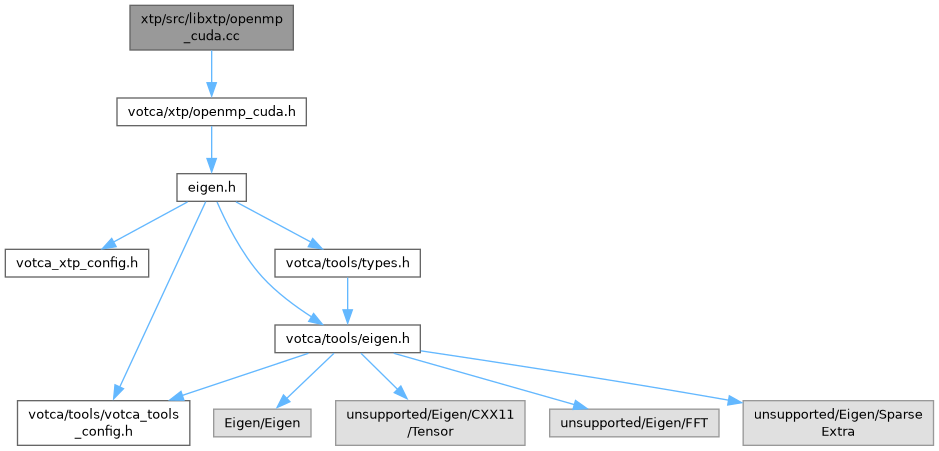 xtp/src/libxtp/openmp
_cuda.cc
votca/xtp/openmp_cuda.h
eigen.h
votca_xtp_config.h
votca/tools/types.h
votca/tools/eigen.h
votca/tools/votca_tools
_config.h
Eigen/Eigen
unsupported/Eigen/CXX11
/Tensor
unsupported/Eigen/FFT
unsupported/Eigen/Sparse
Extra